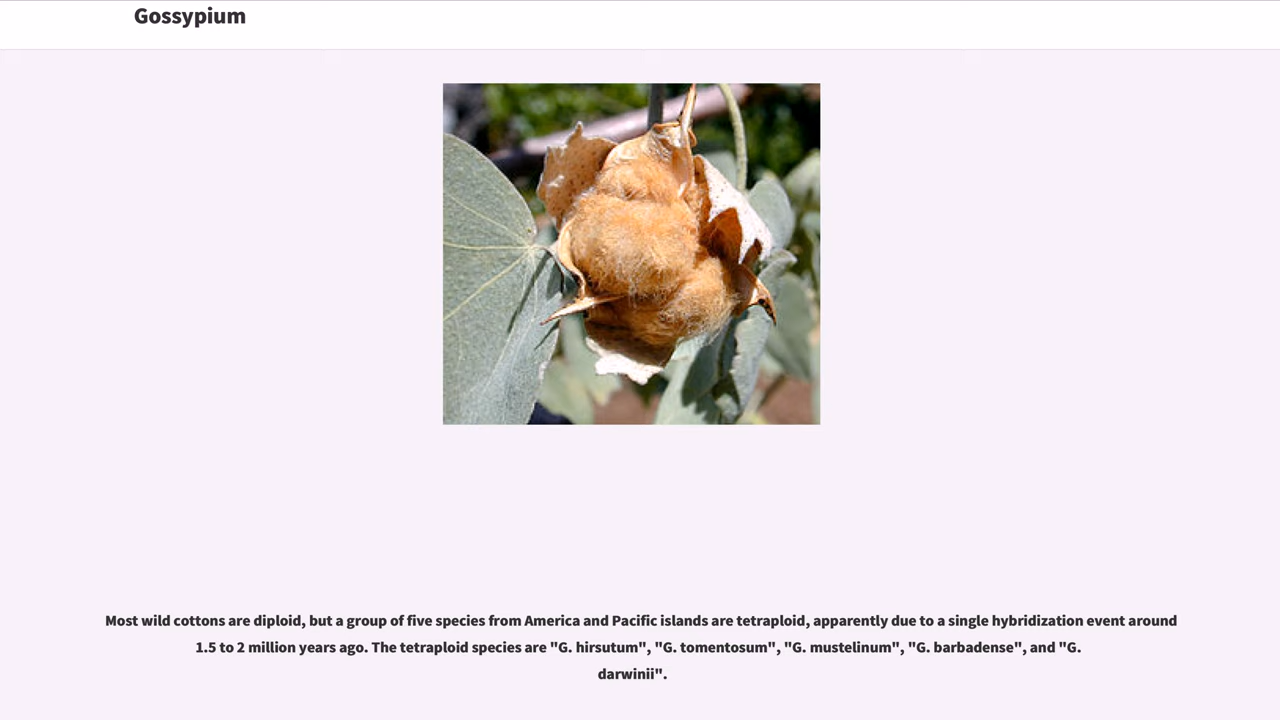 Gossypium
Most wild cottons are diploid, but a group of five species from America and Pacific islands are tetraploid, apparently due to a single hybridization event around
1.5 to 2 million years ago. The tetraploid species are "G. hirsutum", "G. tomentosum", "G. mustelinum", "G. barbadense", and "G.
darwinii".